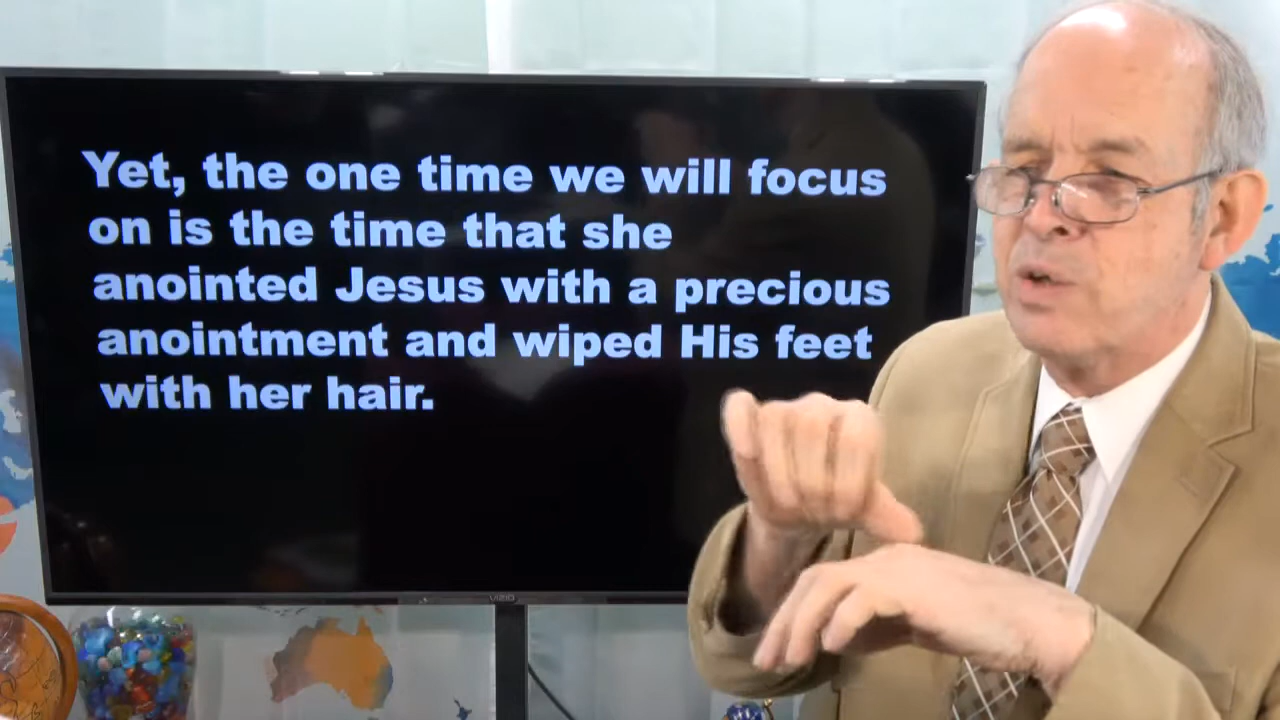 Yet, the one time we will focus
on is the time that she
anointed Jesus with a precious
anointment and wiped His feet
with her hair.
VIZIO